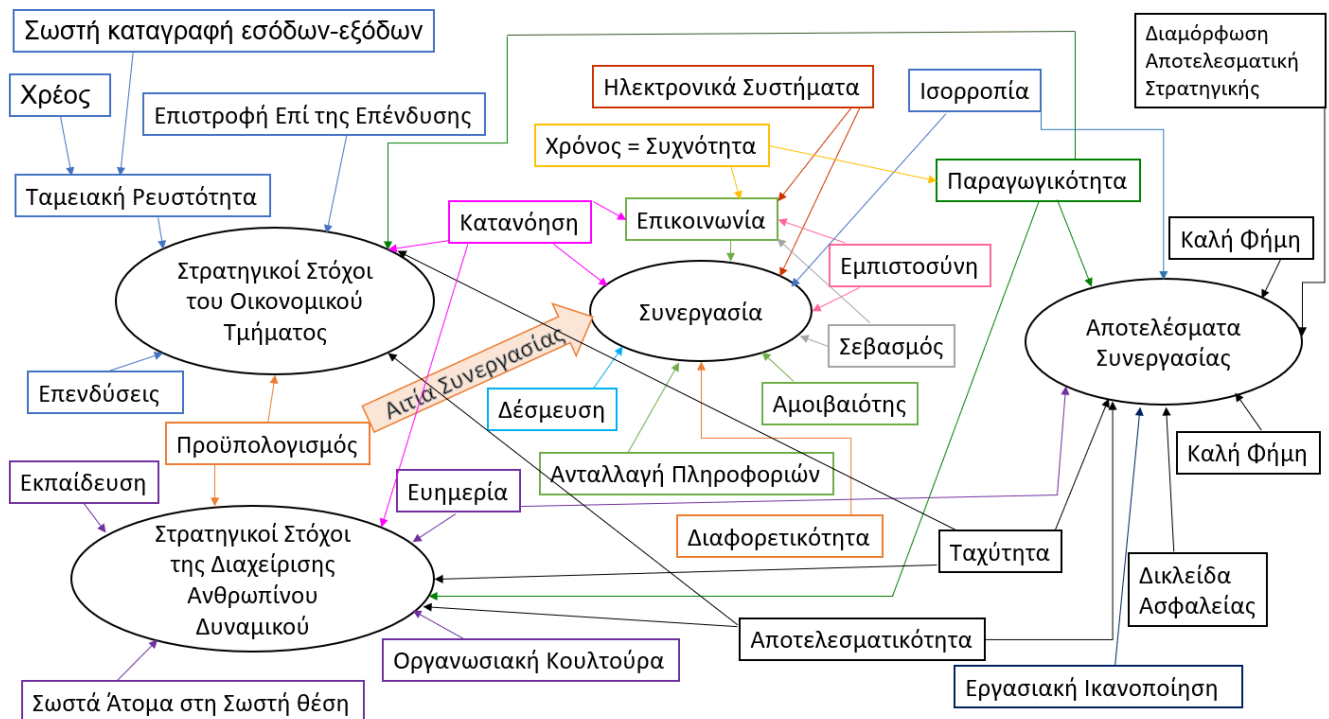 Σωστή καταγραφή εσόδων-εξόδων
Διαμόρφωση
Αποτελεσματική
Στρατηγικής
Χρέος
Επιστροφή Επί της Επένδυσης
Ηλεκτρονικά Συστήματα
Ισορροπία
Χρόνος = Συχνότητα
Ταμειακή Ρευστότητα
Παραγωγικότητα
Κατανόηση
Επικοινωνία
Καλή Φήμη
Εμπιστοσύνη
Στρατηγικοί Στόχοι
του Οικονομικού
Τμήματος
Συνεργασία
Αποτελέσματα
Συνεργασίας
Σεβασμός
Αιτία Συνεργασίας
Επενδύσεις
Δέσμευση
Αμοιβαιότης
Προϋπολογισμός
Ανταλλαγή Πληροφοριών
Καλή Φήμη
Εκπαίδευση
Ευημερία
Διαφορετικότητα
Ταχύτητα
Στρατηγικοί Στόχοι
της Διαχείρισης
Ανθρωπίνου
Δυναμικού
Δικλείδα
Ασφαλείας
Αποτελεσματικότητα
Οργανωσιακή Κουλτούρα
Εργασιακή Ικανοποίηση
Σωστά Άτομα στη Σωστή θέση